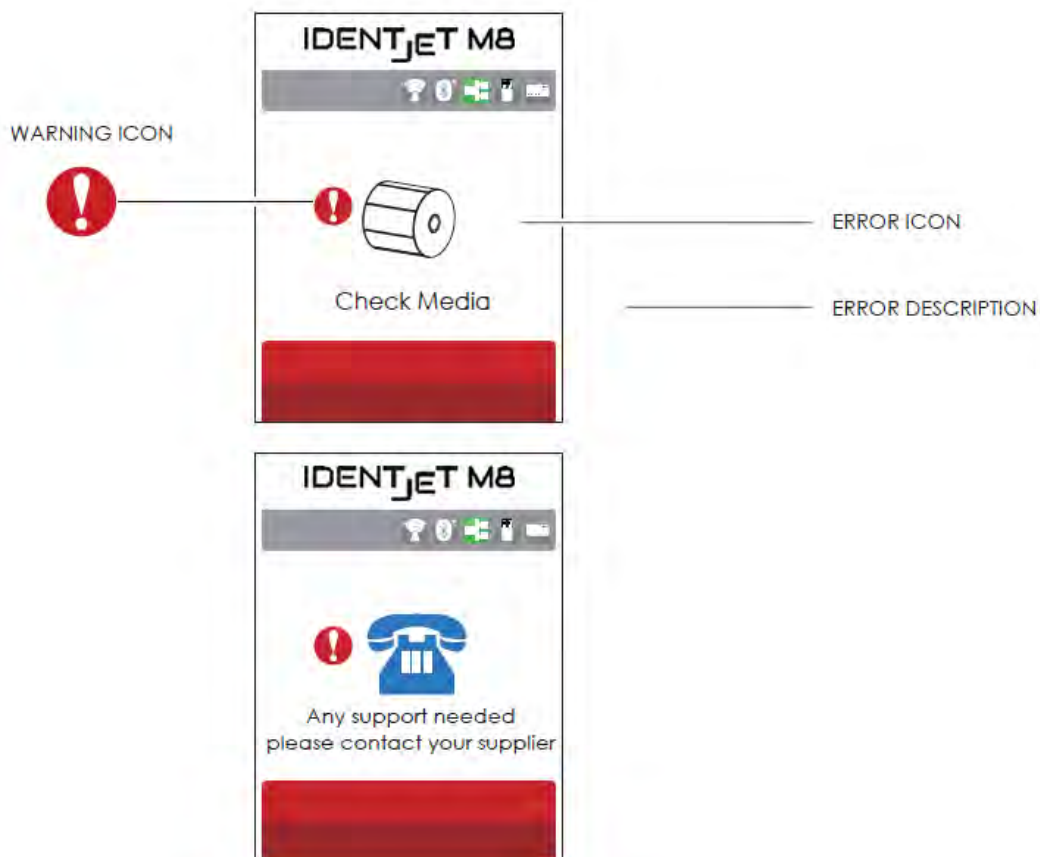 IDENTJET M8
WARNING ICON
ERROR ICON
Check Media
ERROR DESCRIPTION
IDENTJET M8
Any support needed
please contact your supplier